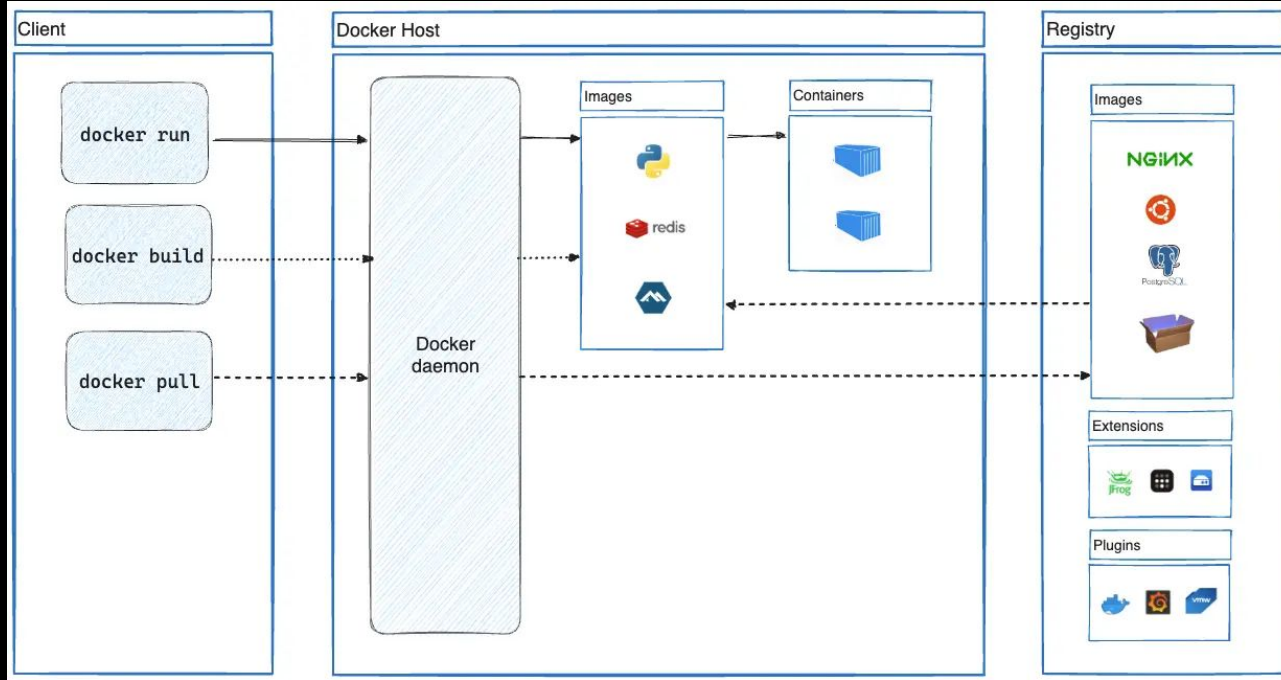 Client
docker run
docker build
docker pull
Docker Host
Docker
daemon
Images
redis
Containers
Registry
Images
NGINX
PostgreSQL
Extensions
JFrog
Plugins
vmw